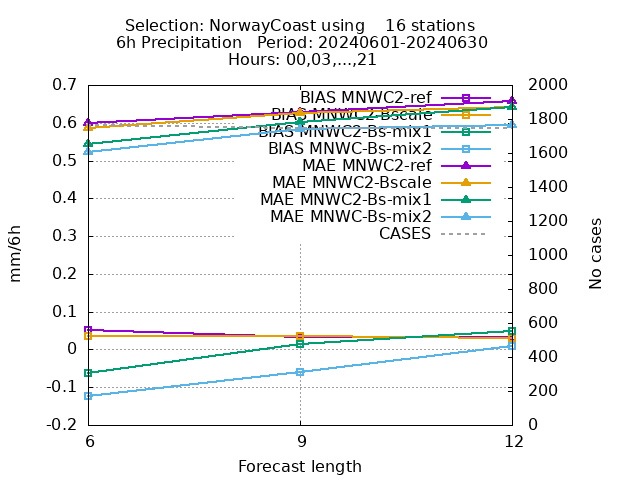 Selection: NorwayCoast using    16 stations
6h Precipitation   Period: 20240601-20240630
Hours: 00,03,...,21
0.7
0.6
0.5
0.4
0.3
0.2
0.1
0
-0.1
-0.2
mm/6h
BIAS MNWC2-ref
BIAS MNWC2-Bscale
BIAS MNWC2-Bs-mix1
BIAS MNWC-Bs-mix2
MAE MNWC2-ref
MAE MNWC2-Bscale
MAE MNWC2-Bs-mix1
MAE MNWC-Bs-mix2
CASES
2000
1800
1600
1400
1200
1000
800
600
400
200
0
No cases
6 9 12
Forecast length